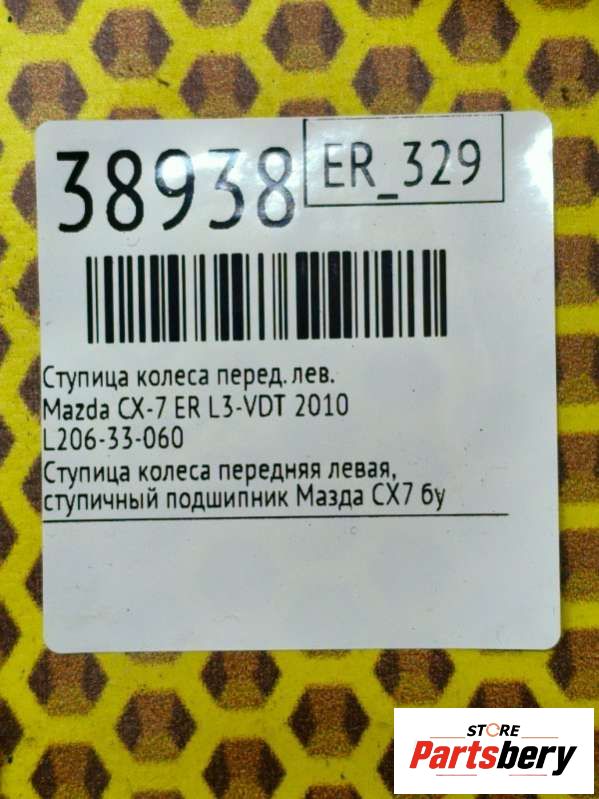 38938
ER_329
Ступица колеса перед. лев.
Mazda CX-7 ER L3-VDT 2010
L206-33-060
Ступица колеса передняя левая,
ступичный подшипник Мазда CX7 бу
STORE
Partsbery